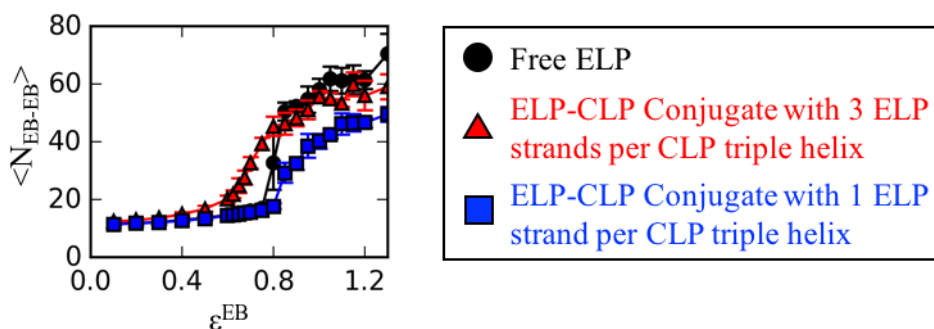 80
60
40
20
0
<N_EB-EB>
0.0 0.4 0.8 1.2
ε^EB
Free ELP
ELP-CLP Conjugate with 3 ELP
strands per CLP triple helix
ELP-CLP Conjugate with 1 ELP
strand per CLP triple helix